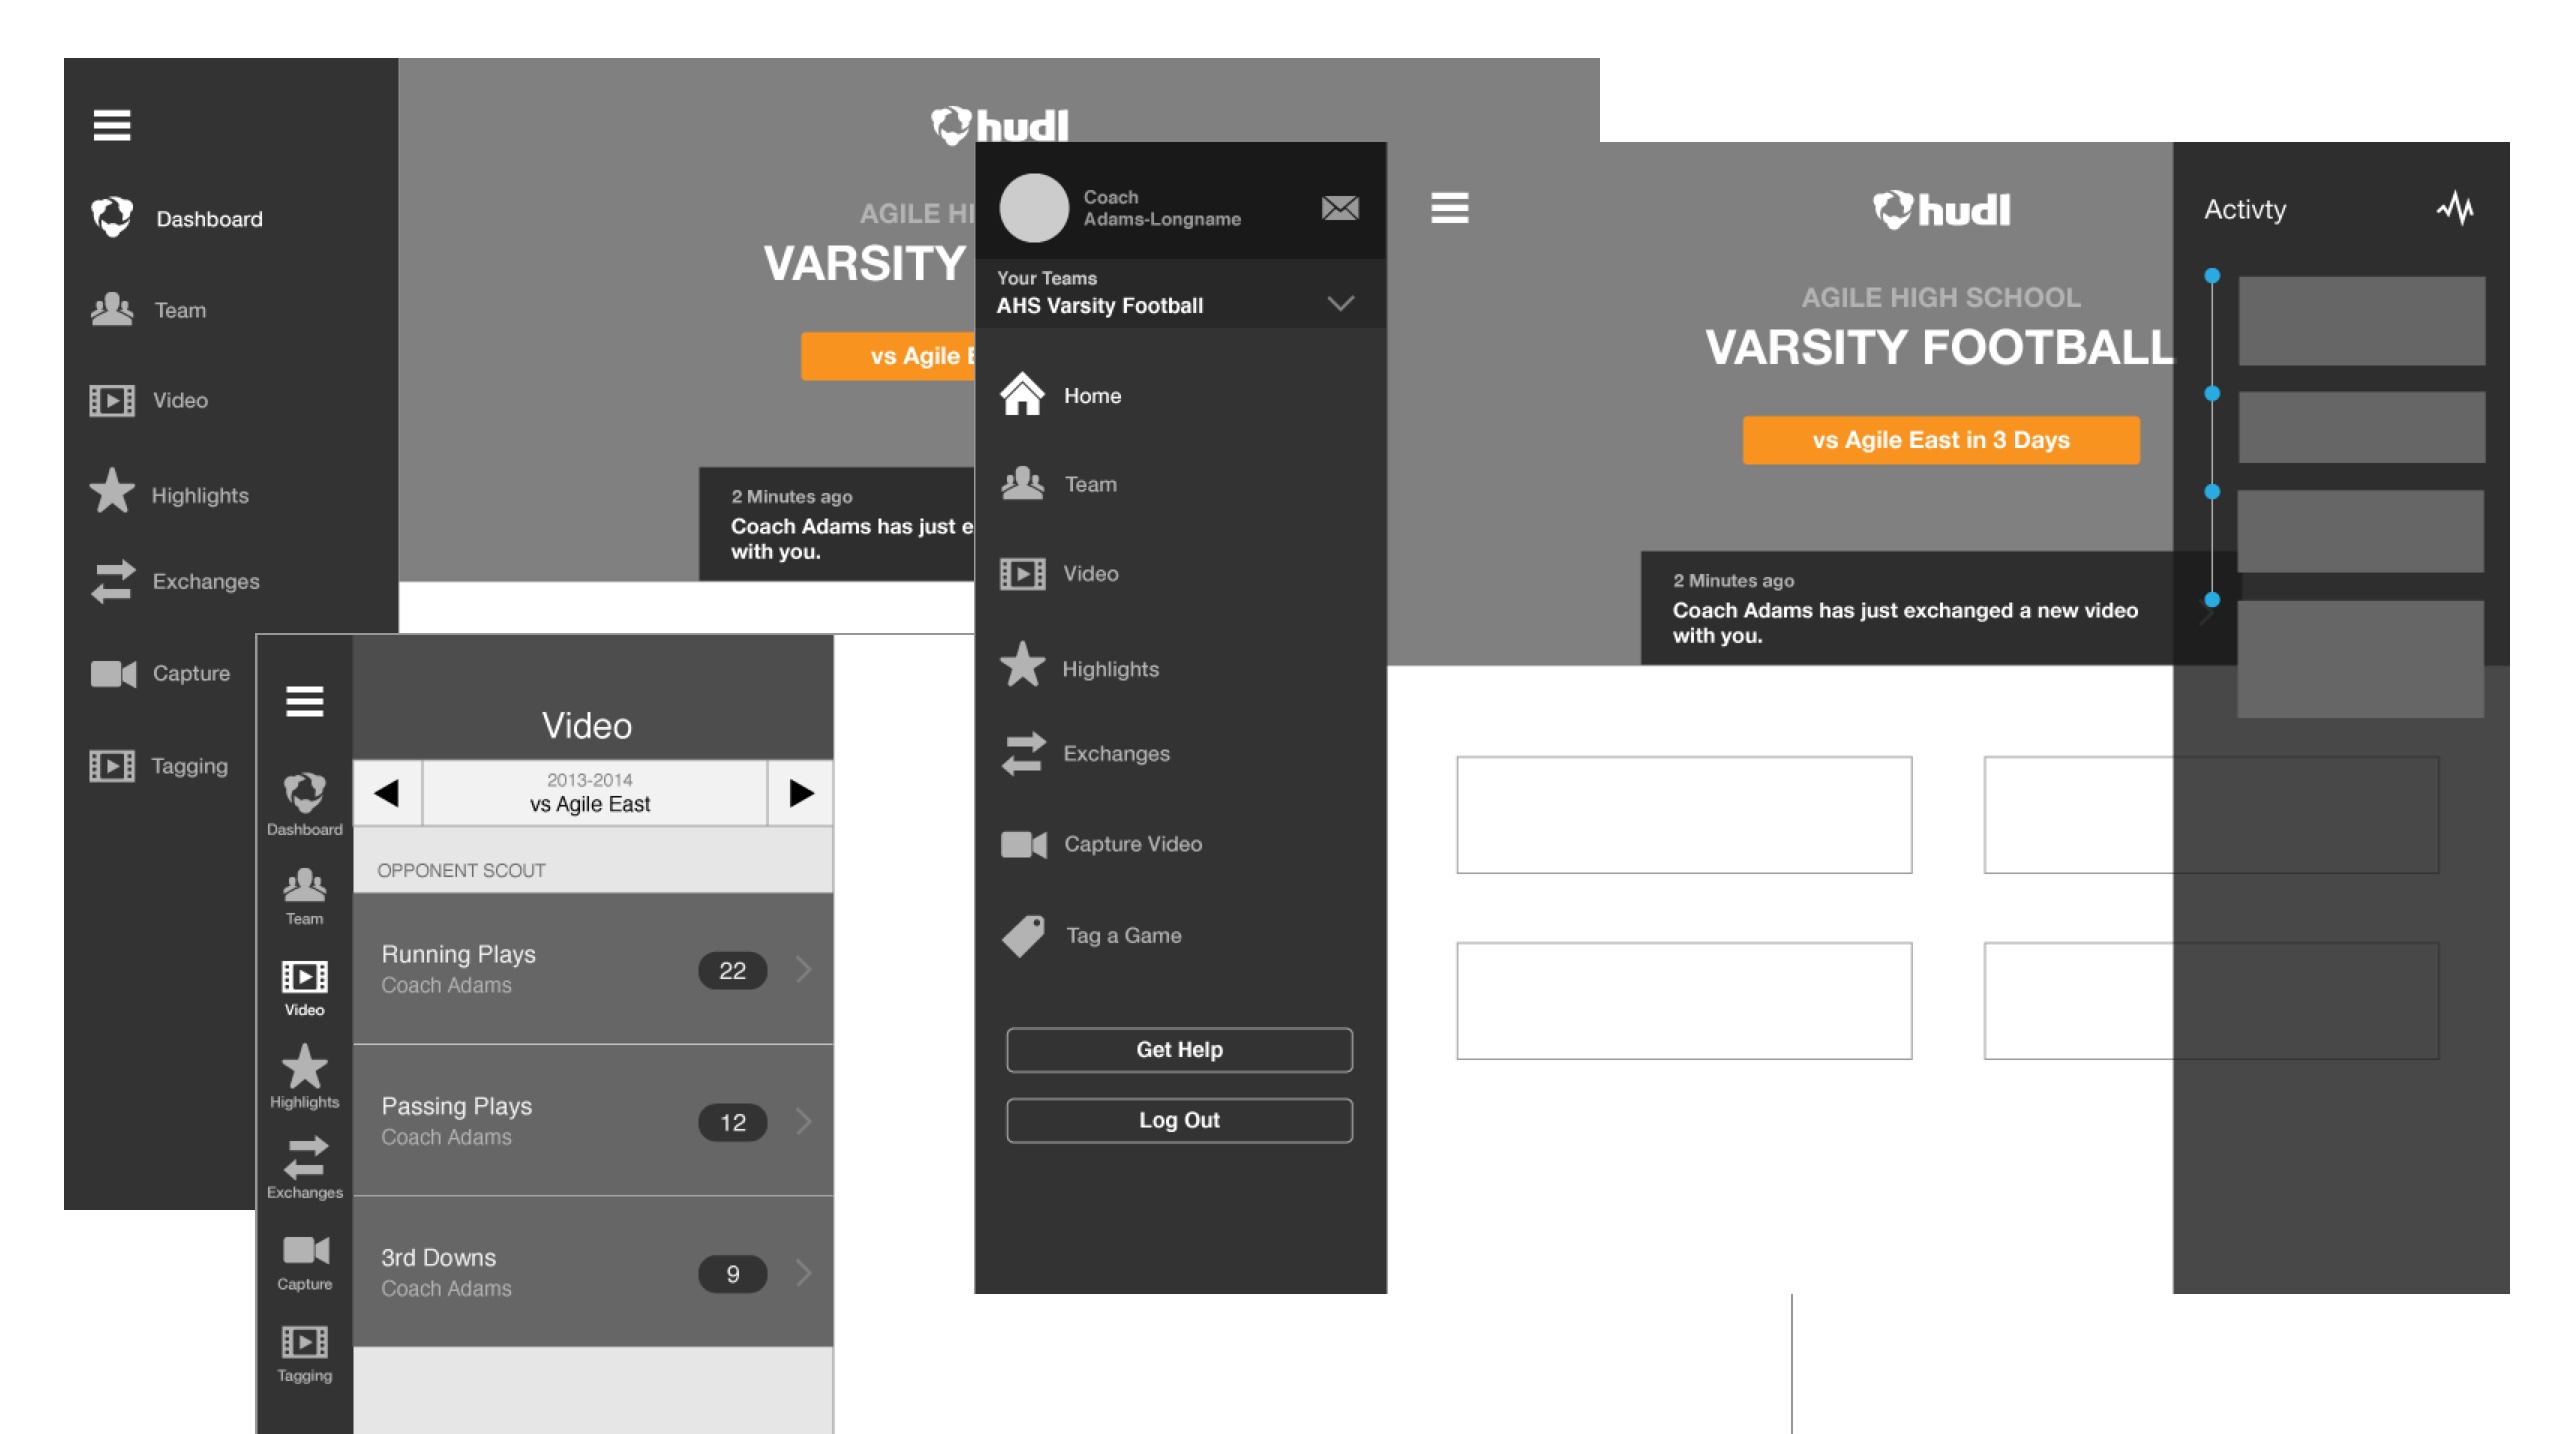 hudl
Dashboard
Team
Video
Highlights
Exchanges
Capture
Tagging
AGILE HI
VARSITY
vs Agile E
2 Minutes ago
Coach Adams has just e
with you.
Dashboard
Team
Video
Highlights
Exchanges
Capture
Tagging
Video
2013-2014
vs Agile East
OPPONENT SCOUT
Running Plays
Coach Adams
22
Passing Plays
Coach Adams
12
3rd Downs
Coach Adams
9
Coach
Adams-Longname
Your Teams
AHS Varsity Football
Home
Team
Video
Highlights
Exchanges
Capture Video
Tag a Game
Get Help
Log Out
hudl
AGILE HIGH SCHOOL
VARSITY FOOTBALL
vs Agile East in 3 Days
2 Minutes ago
Coach Adams has just exchanged a new video
with you.
Activty